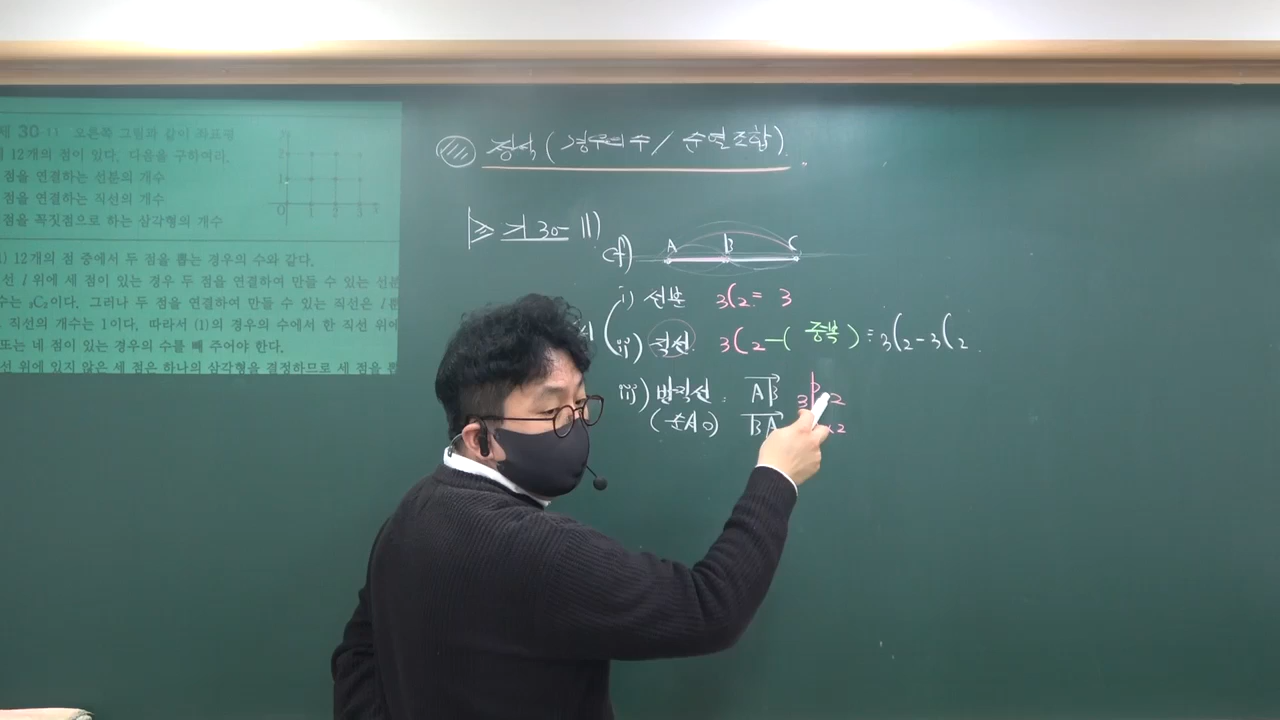 제 30-11 오른쪽 그림와 같이 좌표평
12개의 점이 있다. 다음을 구하여라.
점을 연결하는 선분의 개수
점을 연결하는 직선의 개수
점을 꼭짓점으로 하는 삼각형의 개수
2
1
O 1 2 3 x
) 12개의 점 중에서 두 점을 뽑는 경우의 수와 같다.
선 l 위에 세 점이 있는 경우 두 점을 연결하여 만들 수 있는 선분
수는 ₃C₂이다. 그러나 두 점을 연결하여 만들 수 있는 직선은 l
직선의 개수는 1이다. 따라서 (1)의 경우의 수에서 한 직선 위에
또는 네 점이 있는 경우의 수를 빼 주어야 한다.
선 위에 있지 않은 세 점은 하나의 삼각형을 결정하므로 세 점을
정석 (경우의 수 / 순열조합)
30-11)
cf) A B C
i) 선분 ₃C₂ = 3
ii) 직선 ₃C₂ - (중복) = ₃C₂ - ₃C₂
iii) 반직선 : AB 3 2
(순서 o) BA ×2